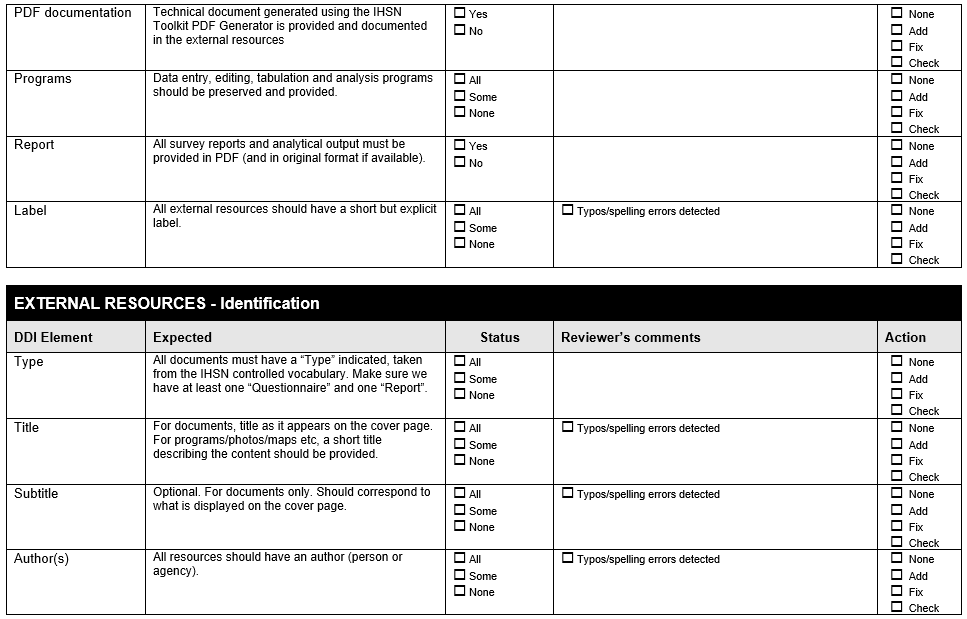 PDF documentation
Technical document generated using the IHSN
Toolkit PDF Generator is provided and documented
in the external resources
Yes
No
None
Add
Fix
Check
Programs
Data entry, editing, tabulation and analysis programs
should be preserved and provided.
All
Some
None
None
Add
Fix
Check
Report
All survey reports and analytical output must be
provided in PDF (and in original format if available).
Yes
No
None
Add
Fix
Check
Label
All external resources should have a short but explicit
label.
All
Some
None
Typos/spelling errors detected
None
Add
Fix
Check
EXTERNAL RESOURCES - Identification
DDI Element
Expected
Status
Reviewer's comments
Action
Type
All documents must have a “Type” indicated, taken
from the IHSN controlled vocabulary. Make sure we
have at least one “Questionnaire” and one “Report”.
All
Some
None
None
Add
Fix
Check
Title
For documents, title as it appears on the cover page.
For programs/photos/maps etc, a short title
describing the content should be provided.
All
Some
None
Typos/spelling errors detected
None
Add
Fix
Check
Subtitle
Optional. For documents only. Should correspond to
what is displayed on the cover page.
All
Some
None
Typos/spelling errors detected
None
Add
Fix
Check
Author(s)
All resources should have an author (person or
agency).
All
Some
None
Typos/spelling errors detected
None
Add
Fix
Check